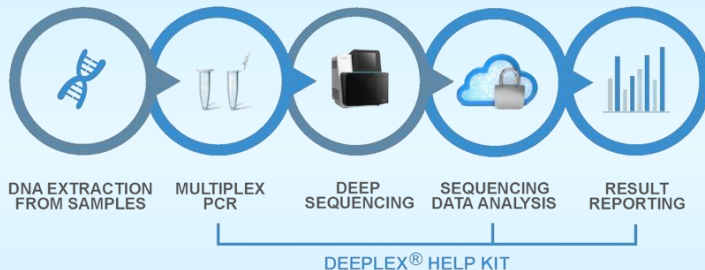 DNA EXTRACTION
FROM SAMPLES
MULTIPLEX
PCR
DEEP
SEQUENCING
SEQUENCING
DATA ANALYSIS
RESULT
REPORTING
DEEPLEX® HELP KIT